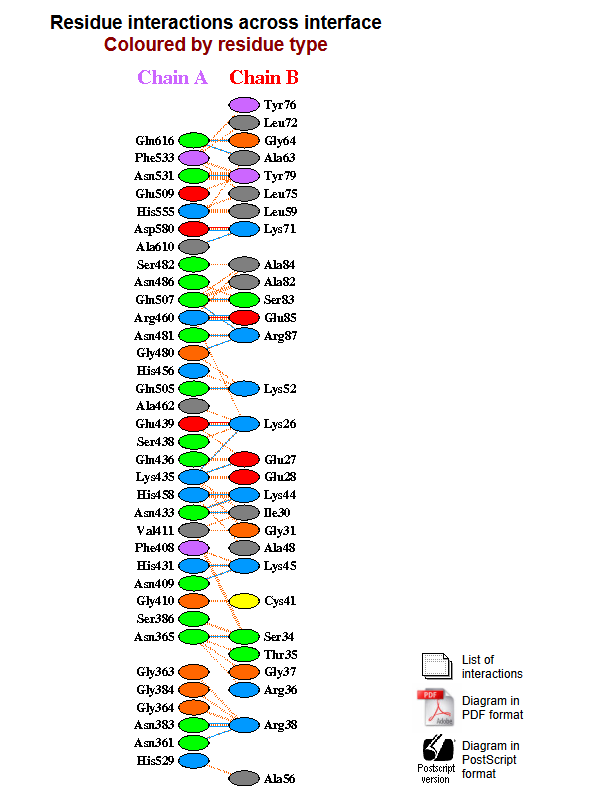 Residue interactions across interface
Coloured by residue type
Chain A Chain B
Tyr76
Leu72
Gln616 Gly64
Phe533 Ala63
Asn531 Tyr79
Glu509 Leu75
His555 Leu59
Asp580 Lys71
Ala610
Ser482 Ala84
Asn486 Ala82
Gln507 Ser83
Arg460 Glu85
Asn481 Arg87
Gly480
His456
Gln505 Lys52
Ala462
Glu439 Lys26
Ser438
Gln436 Glu27
Lys435 Glu28
His458 Lys44
Asn433 Ile30
Val411 Gly31
Phe408 Ala48
His431 Lys45
Asn409
Gly410 Cys41
Ser386
Asn365 Ser34
Thr35
Gly363 Gly37
Gly384 Arg36
Gly364
Asn383 Arg38
Asn361
His529
Ala56
List of
interactions
PDF
Adobe
Diagram in
PDF format
Postscript
version
Diagram in
PostScript
format